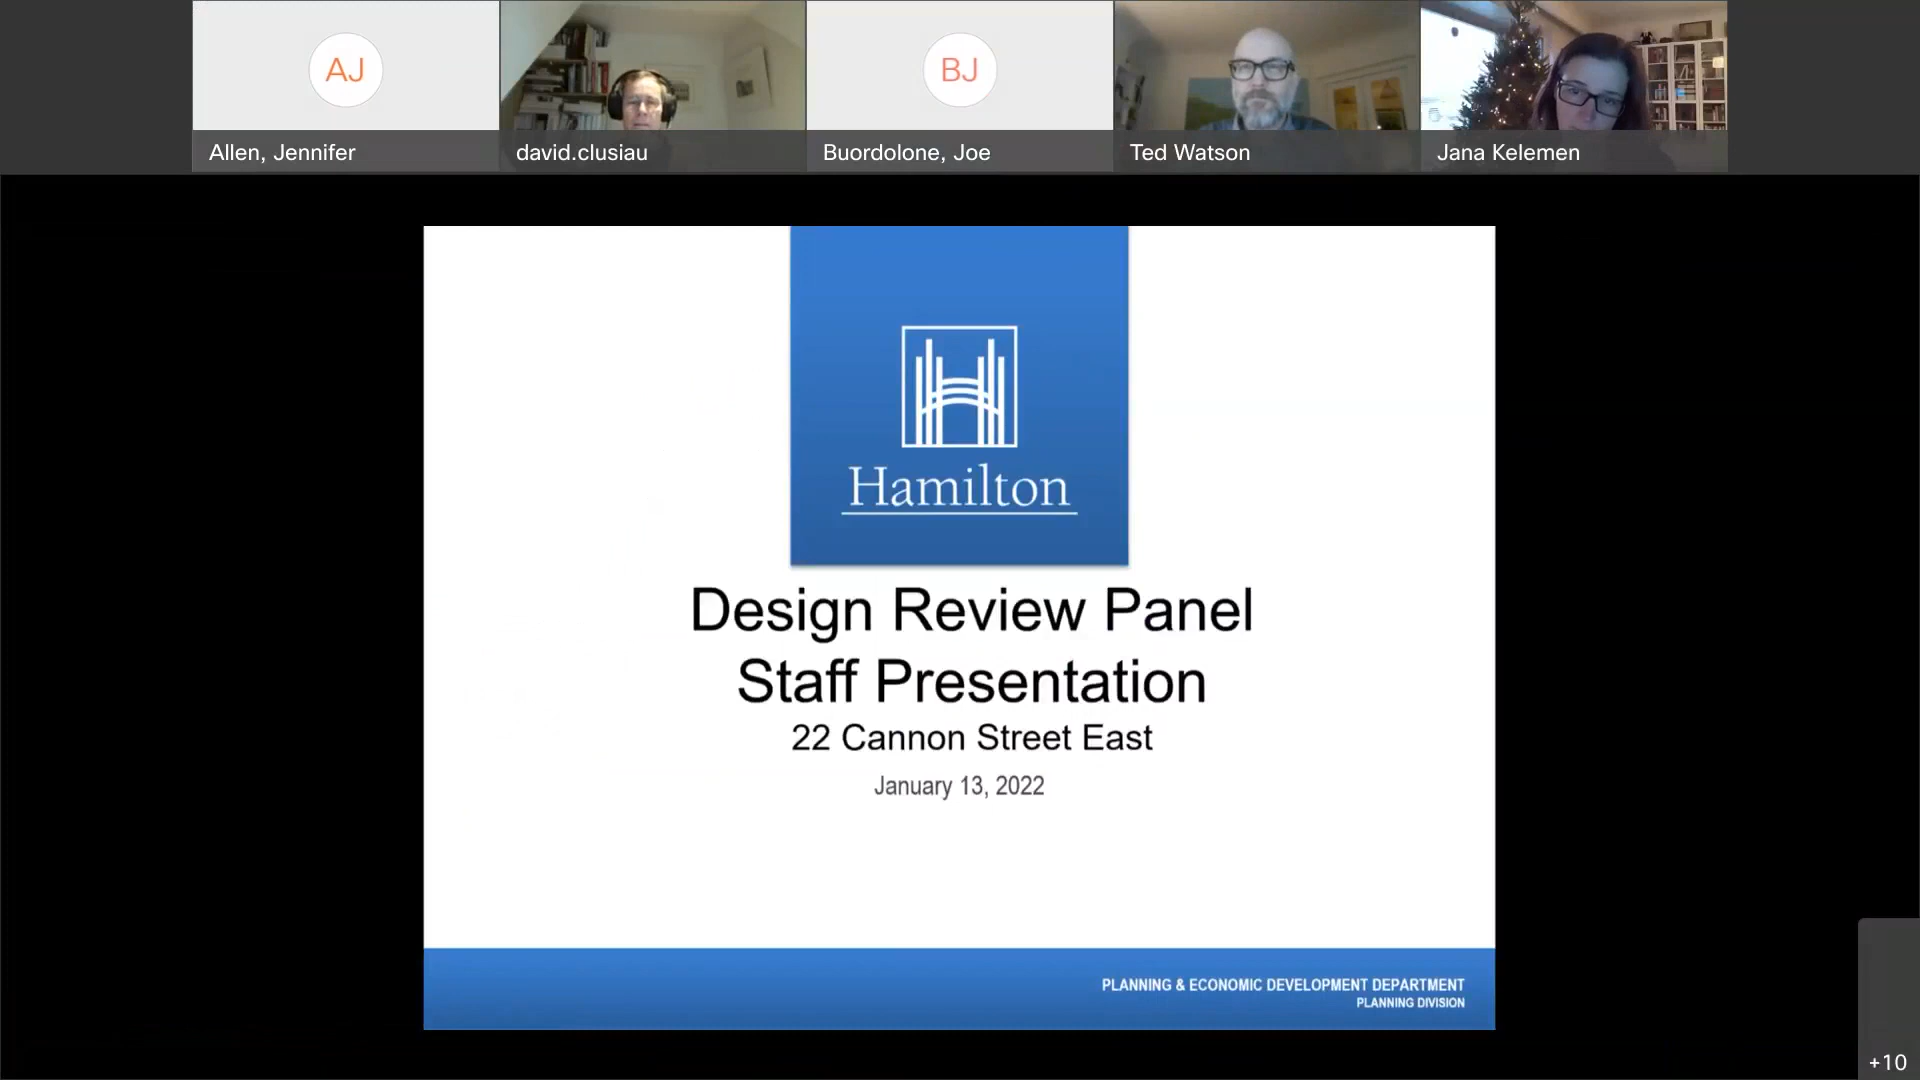 AJ
BJ
Allen, Jennifer
david.clusiau
Buordolone, Joe
Ted Watson
Jana Kelemen
Hamilton
Design Review Panel
Staff Presentation
22 Cannon Street East
January 13, 2022
PLANNING & ECONOMIC DEVELOPMENT DEPARTMENT
PLANNING DIVISION
+10